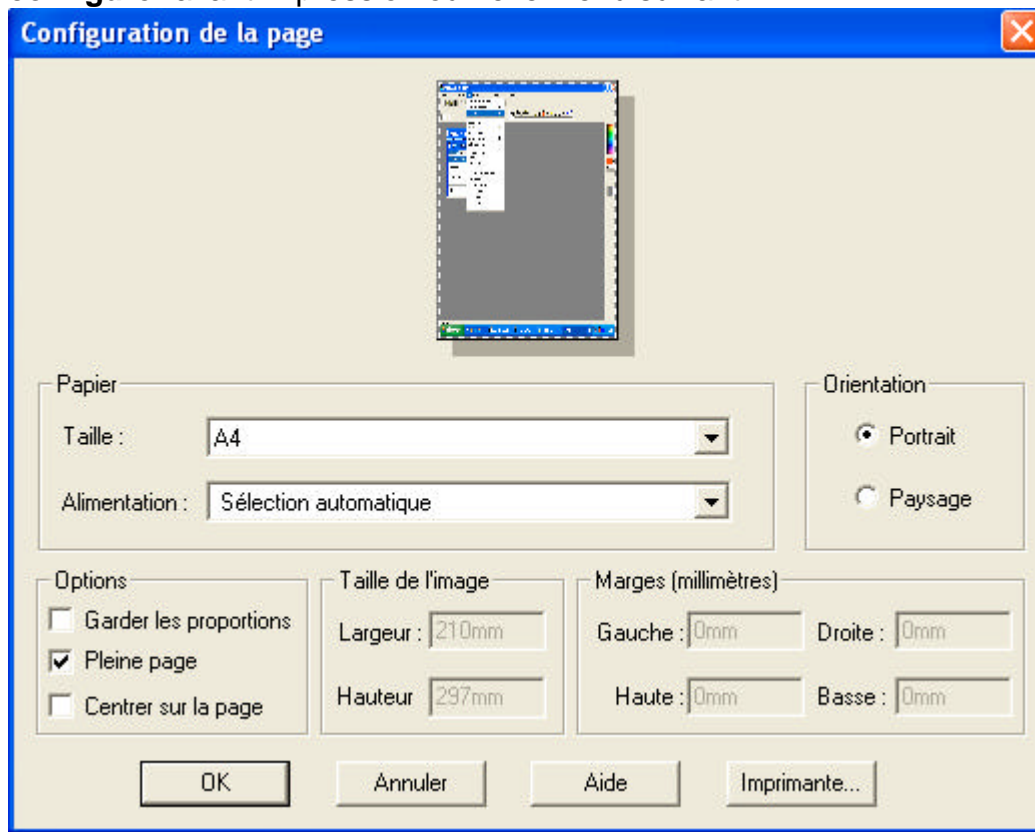 Configuration de la page
Papier
Orientation
Taille : A4
Portrait
Alimentation : Sélection automatique
Paysage
Options
Taille de l'image
Marges (millimètres)
Garder les proportions
Largeur : 210mm
Gauche : 0mm Droite : 0mm
Pleine page
Hauteur 297mm
Haute : 0mm Basse : 0mm
Centrer sur la page
OK Annuler Aide Imprimante...